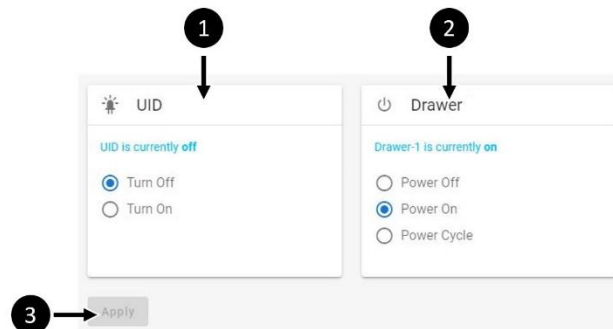 1
2
UID
Drawer
UID is currently off
Drawer-1 is currently on
Turn Off
Turn On
Power Off
Power On
Power Cycle
3
Apply